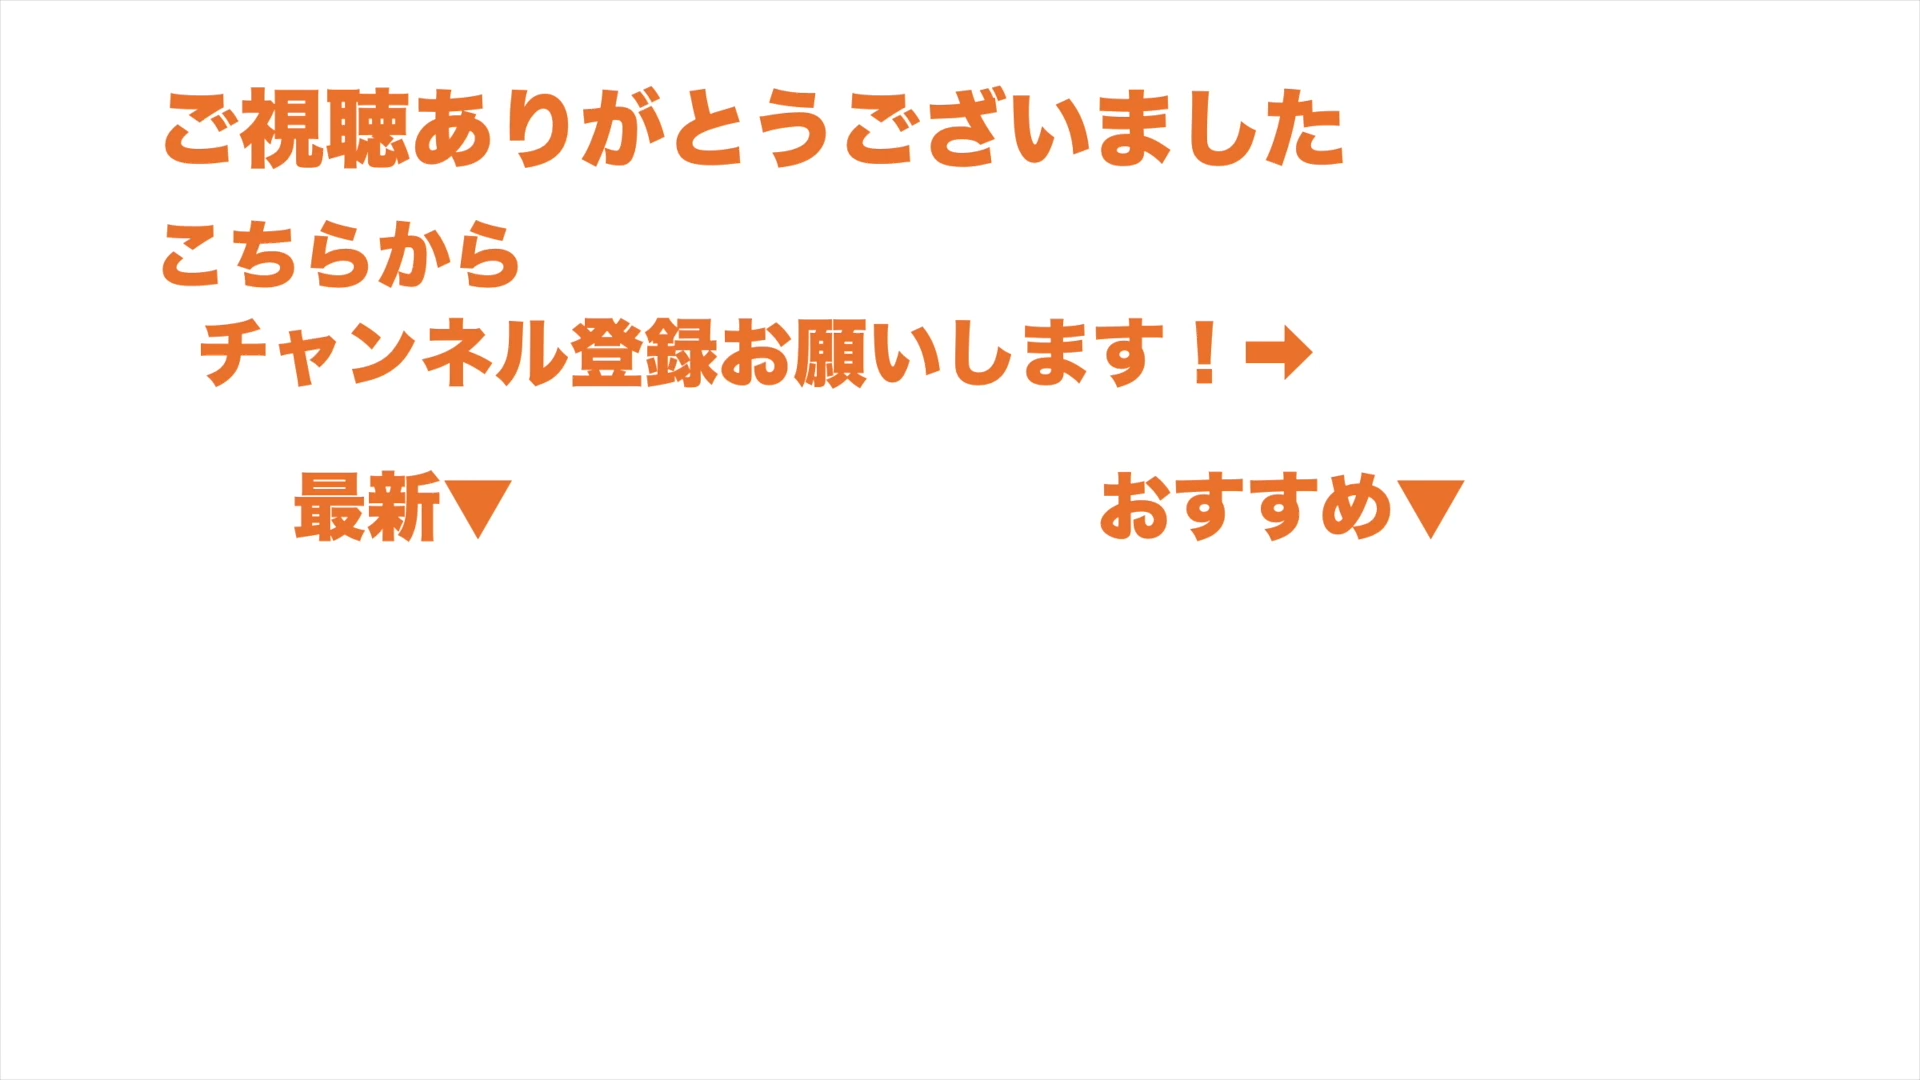 ご視聴ありがとうございました
こちらから
チャンネル登録お願いします！➡
最新▼
おすすめ▼